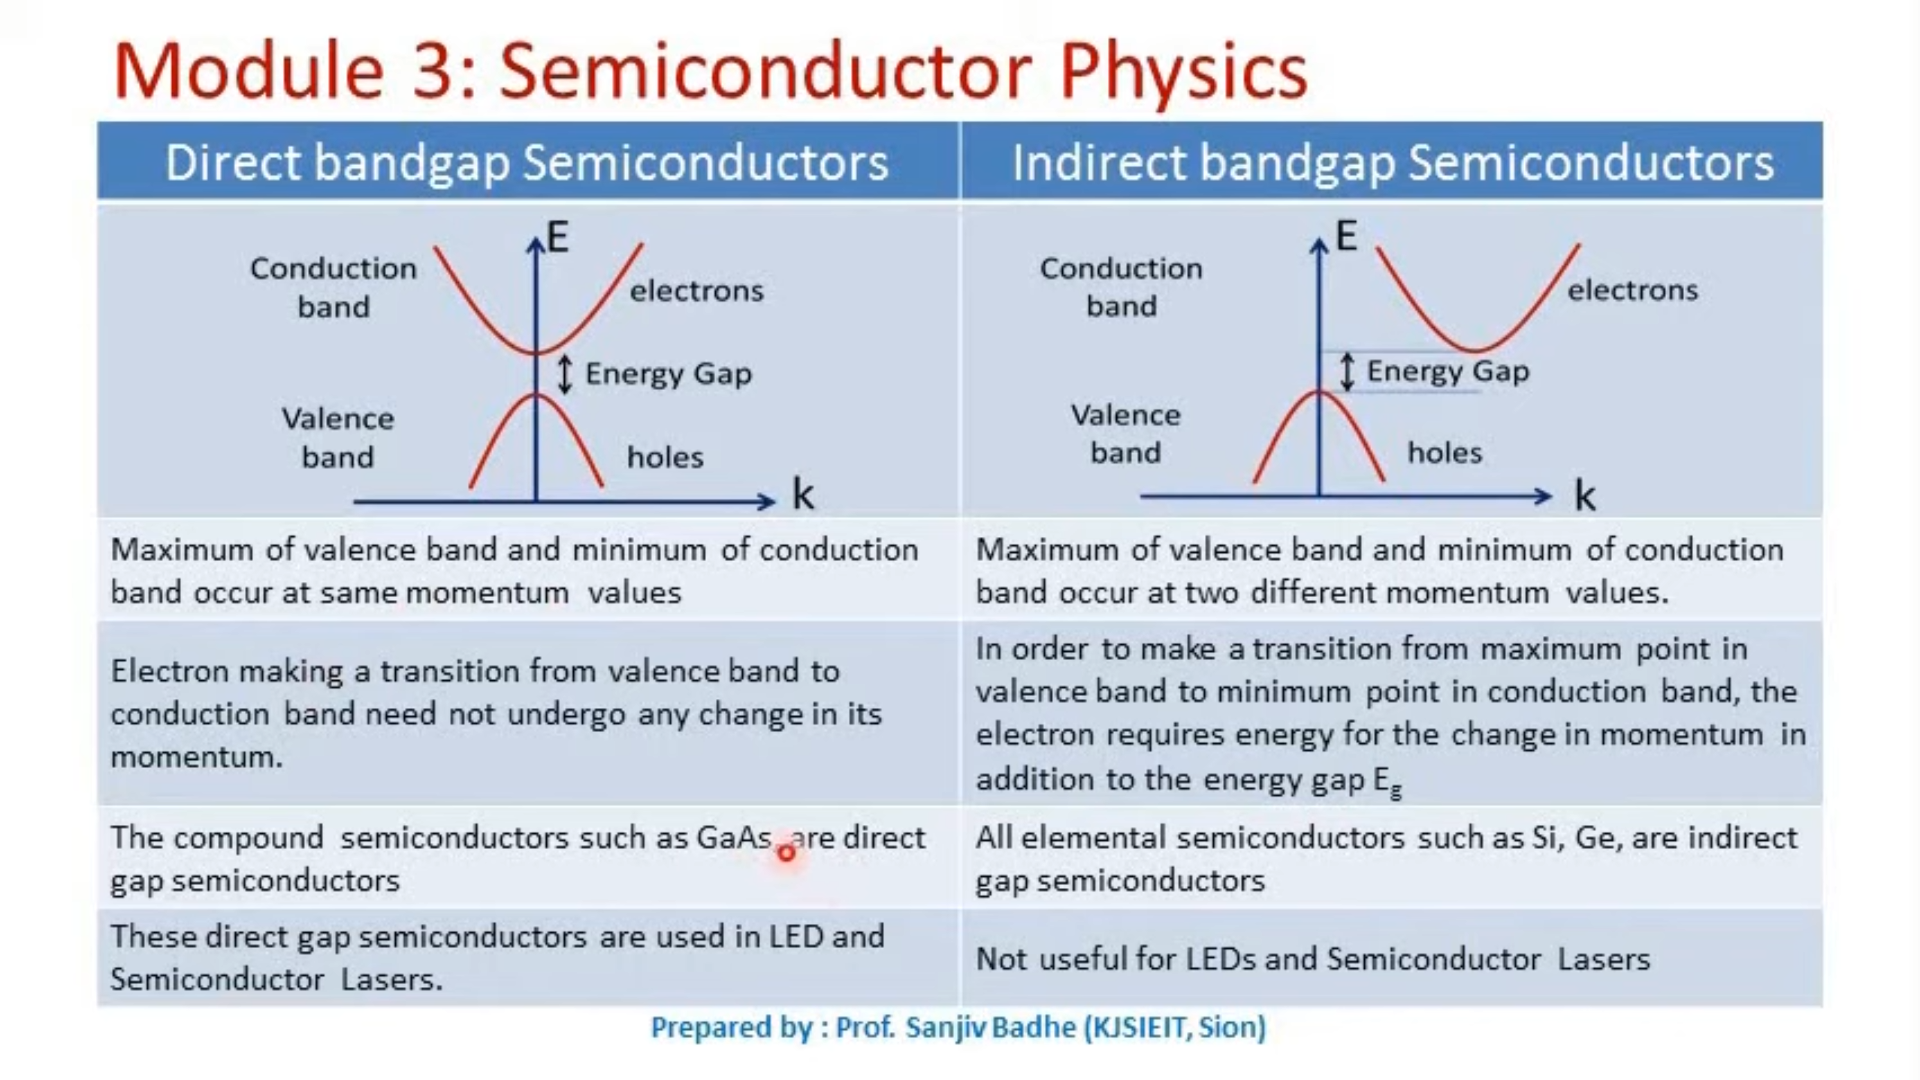 Module 3: Semiconductor Physics
Direct bandgap Semiconductors
Indirect bandgap Semiconductors
E
Conduction
band
electrons
Energy Gap
Valence
band
holes
k
E
Conduction
band
electrons
Energy Gap
Valence
band
holes
k
Maximum of valence band and minimum of conduction
band occur at same momentum values
Maximum of valence band and minimum of conduction
band occur at two different momentum values.
Electron making a transition from valence band to
conduction band need not undergo any change in its
momentum.
In order to make a transition from maximum point in
valence band to minimum point in conduction band, the
electron requires energy for the change in momentum in
addition to the energy gap Eg
The compound semiconductors such as GaAs, are direct
gap semiconductors
All elemental semiconductors such as Si, Ge, are indirect
gap semiconductors
These direct gap semiconductors are used in LED and
Semiconductor Lasers.
Not useful for LEDs and Semiconductor Lasers
Prepared by : Prof. Sanjiv Badhe (KJSIEIT, Sion)